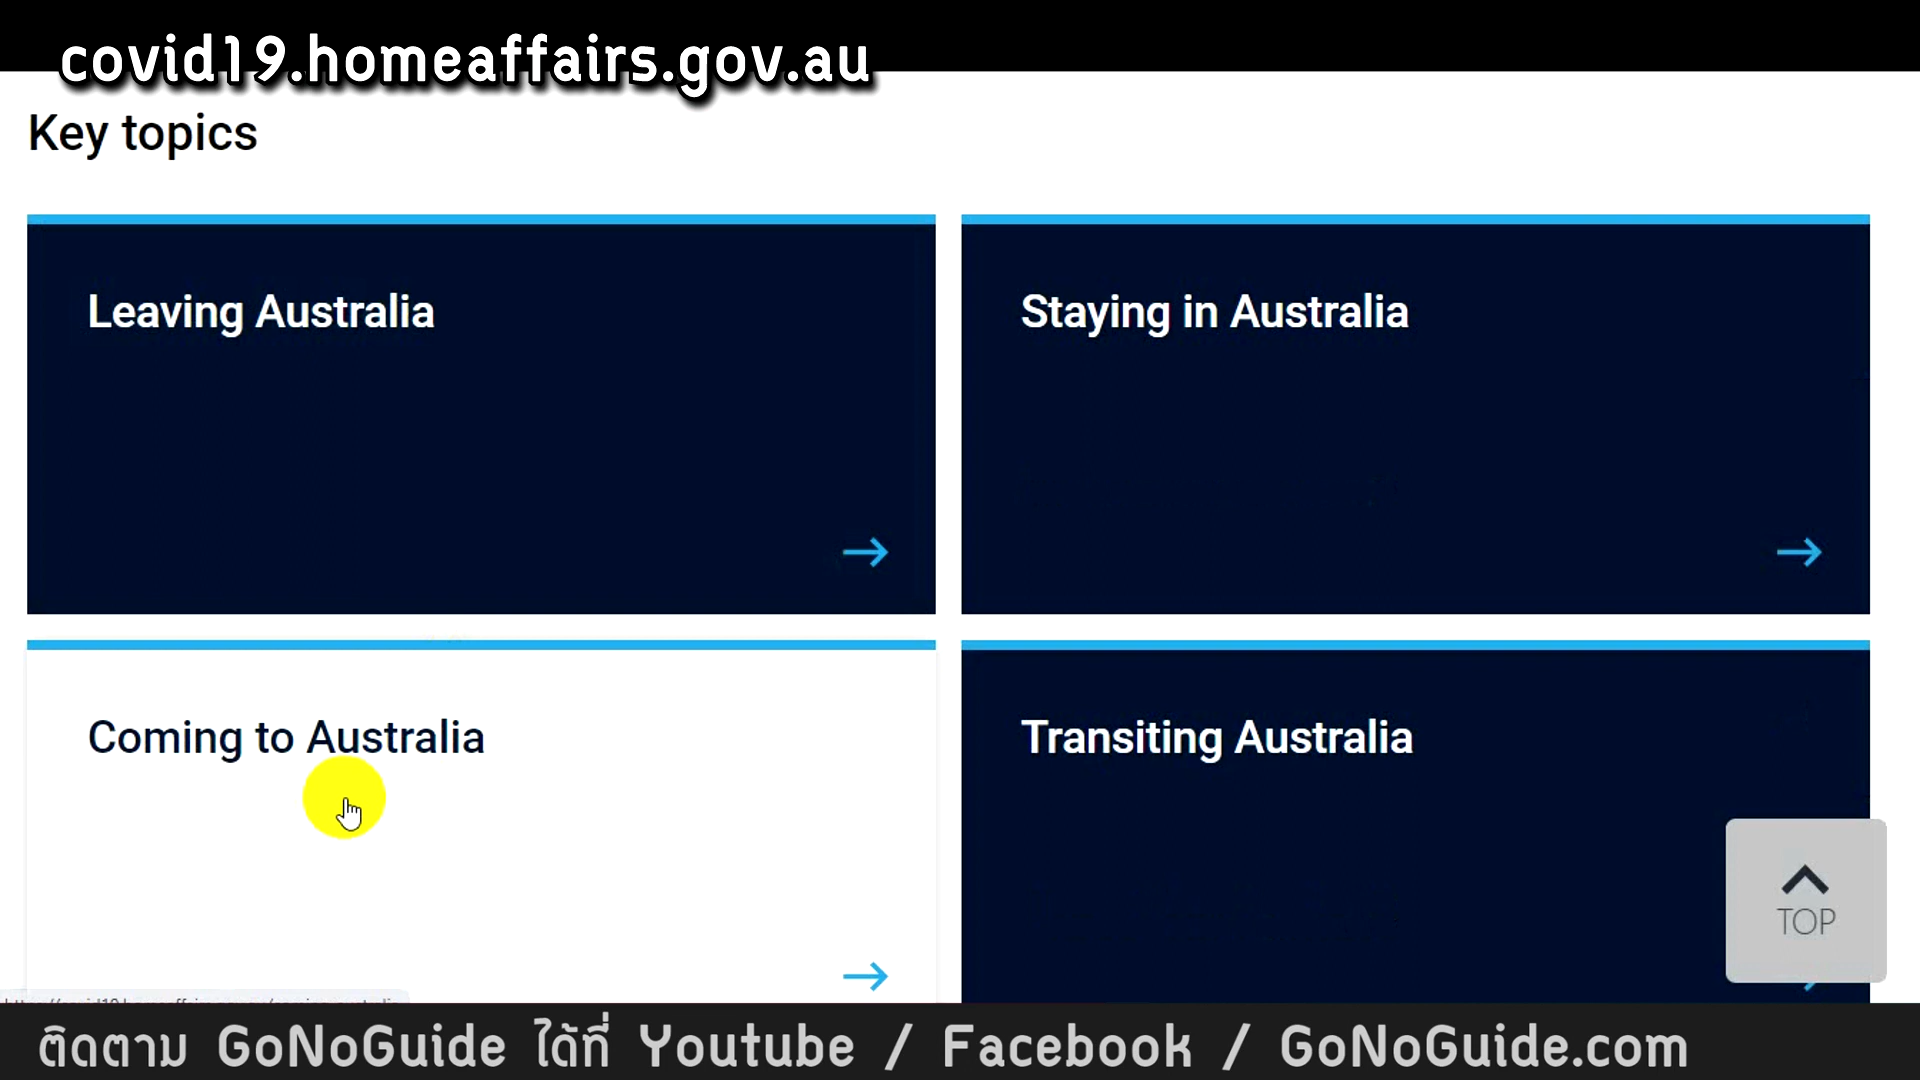 covid19.homeaffairs.gov.au
Key topics
Leaving Australia
Staying in Australia
Coming to Australia
Transiting Australia
TOP
ติดตาม GoNoGuide ได้ที่ Youtube / Facebook / GoNoGuide.com